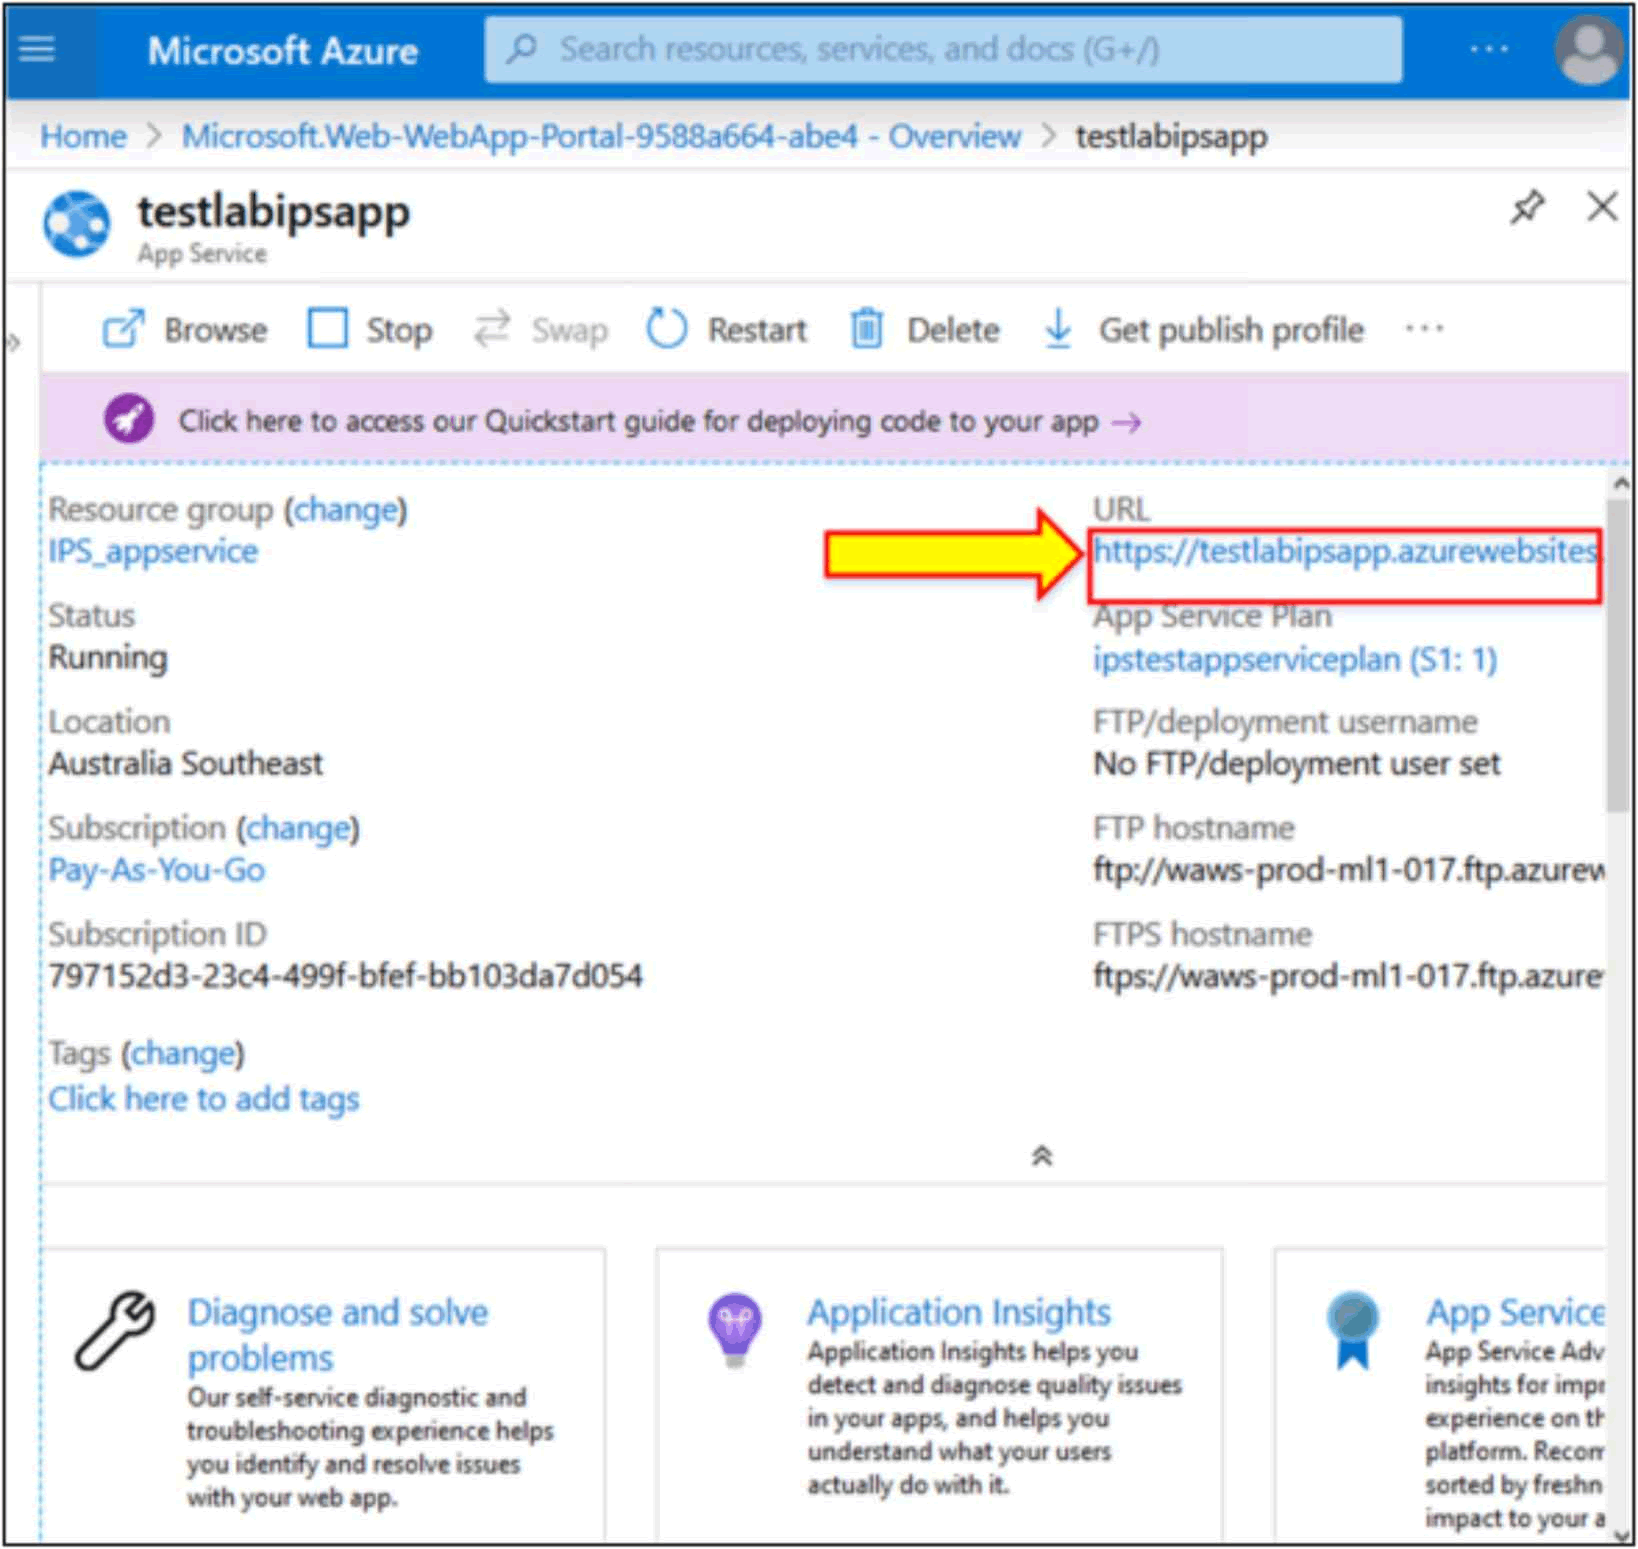 Microsoft Azure
Search resources, services, and docs (G+/)
...
Home > Microsoft.Web-WebApp-Portal-9588a664-abe4 - Overview > testlabipsapp
testlabipsapp
App Service
Browse Stop Swap Restart Delete Get publish profile ...
Click here to access our Quickstart guide for deploying code to your app →
Resource group (change)
IPS_appservice
Status
Running
Location
Australia Southeast
Subscription (change)
Pay-As-You-Go
Subscription ID
797152d3-23c4-499f-bfef-bb103da7d054
Tags (change)
Click here to add tags
URL
https://testlabipsapp.azurewebsites.
App Service Plan
ipstestappserviceplan (S1: 1)
FTP/deployment username
No FTP/deployment user set
FTP hostname
ftp://waws-prod-ml1-017.ftp.azurew
FTPS hostname
ftps://waws-prod-ml1-017.ftp.azure
Diagnose and solve
problems
Our self-service diagnostic and
troubleshooting experience helps
you identify and resolve issues
with your web app.
Application Insights
Application Insights helps you
detect and diagnose quality issues
in your apps, and helps you
understand what your users
actually do with it.
App Service
App Service Adv
insights for impr
experience on th
platform. Recom
sorted by freshn
impact to your a